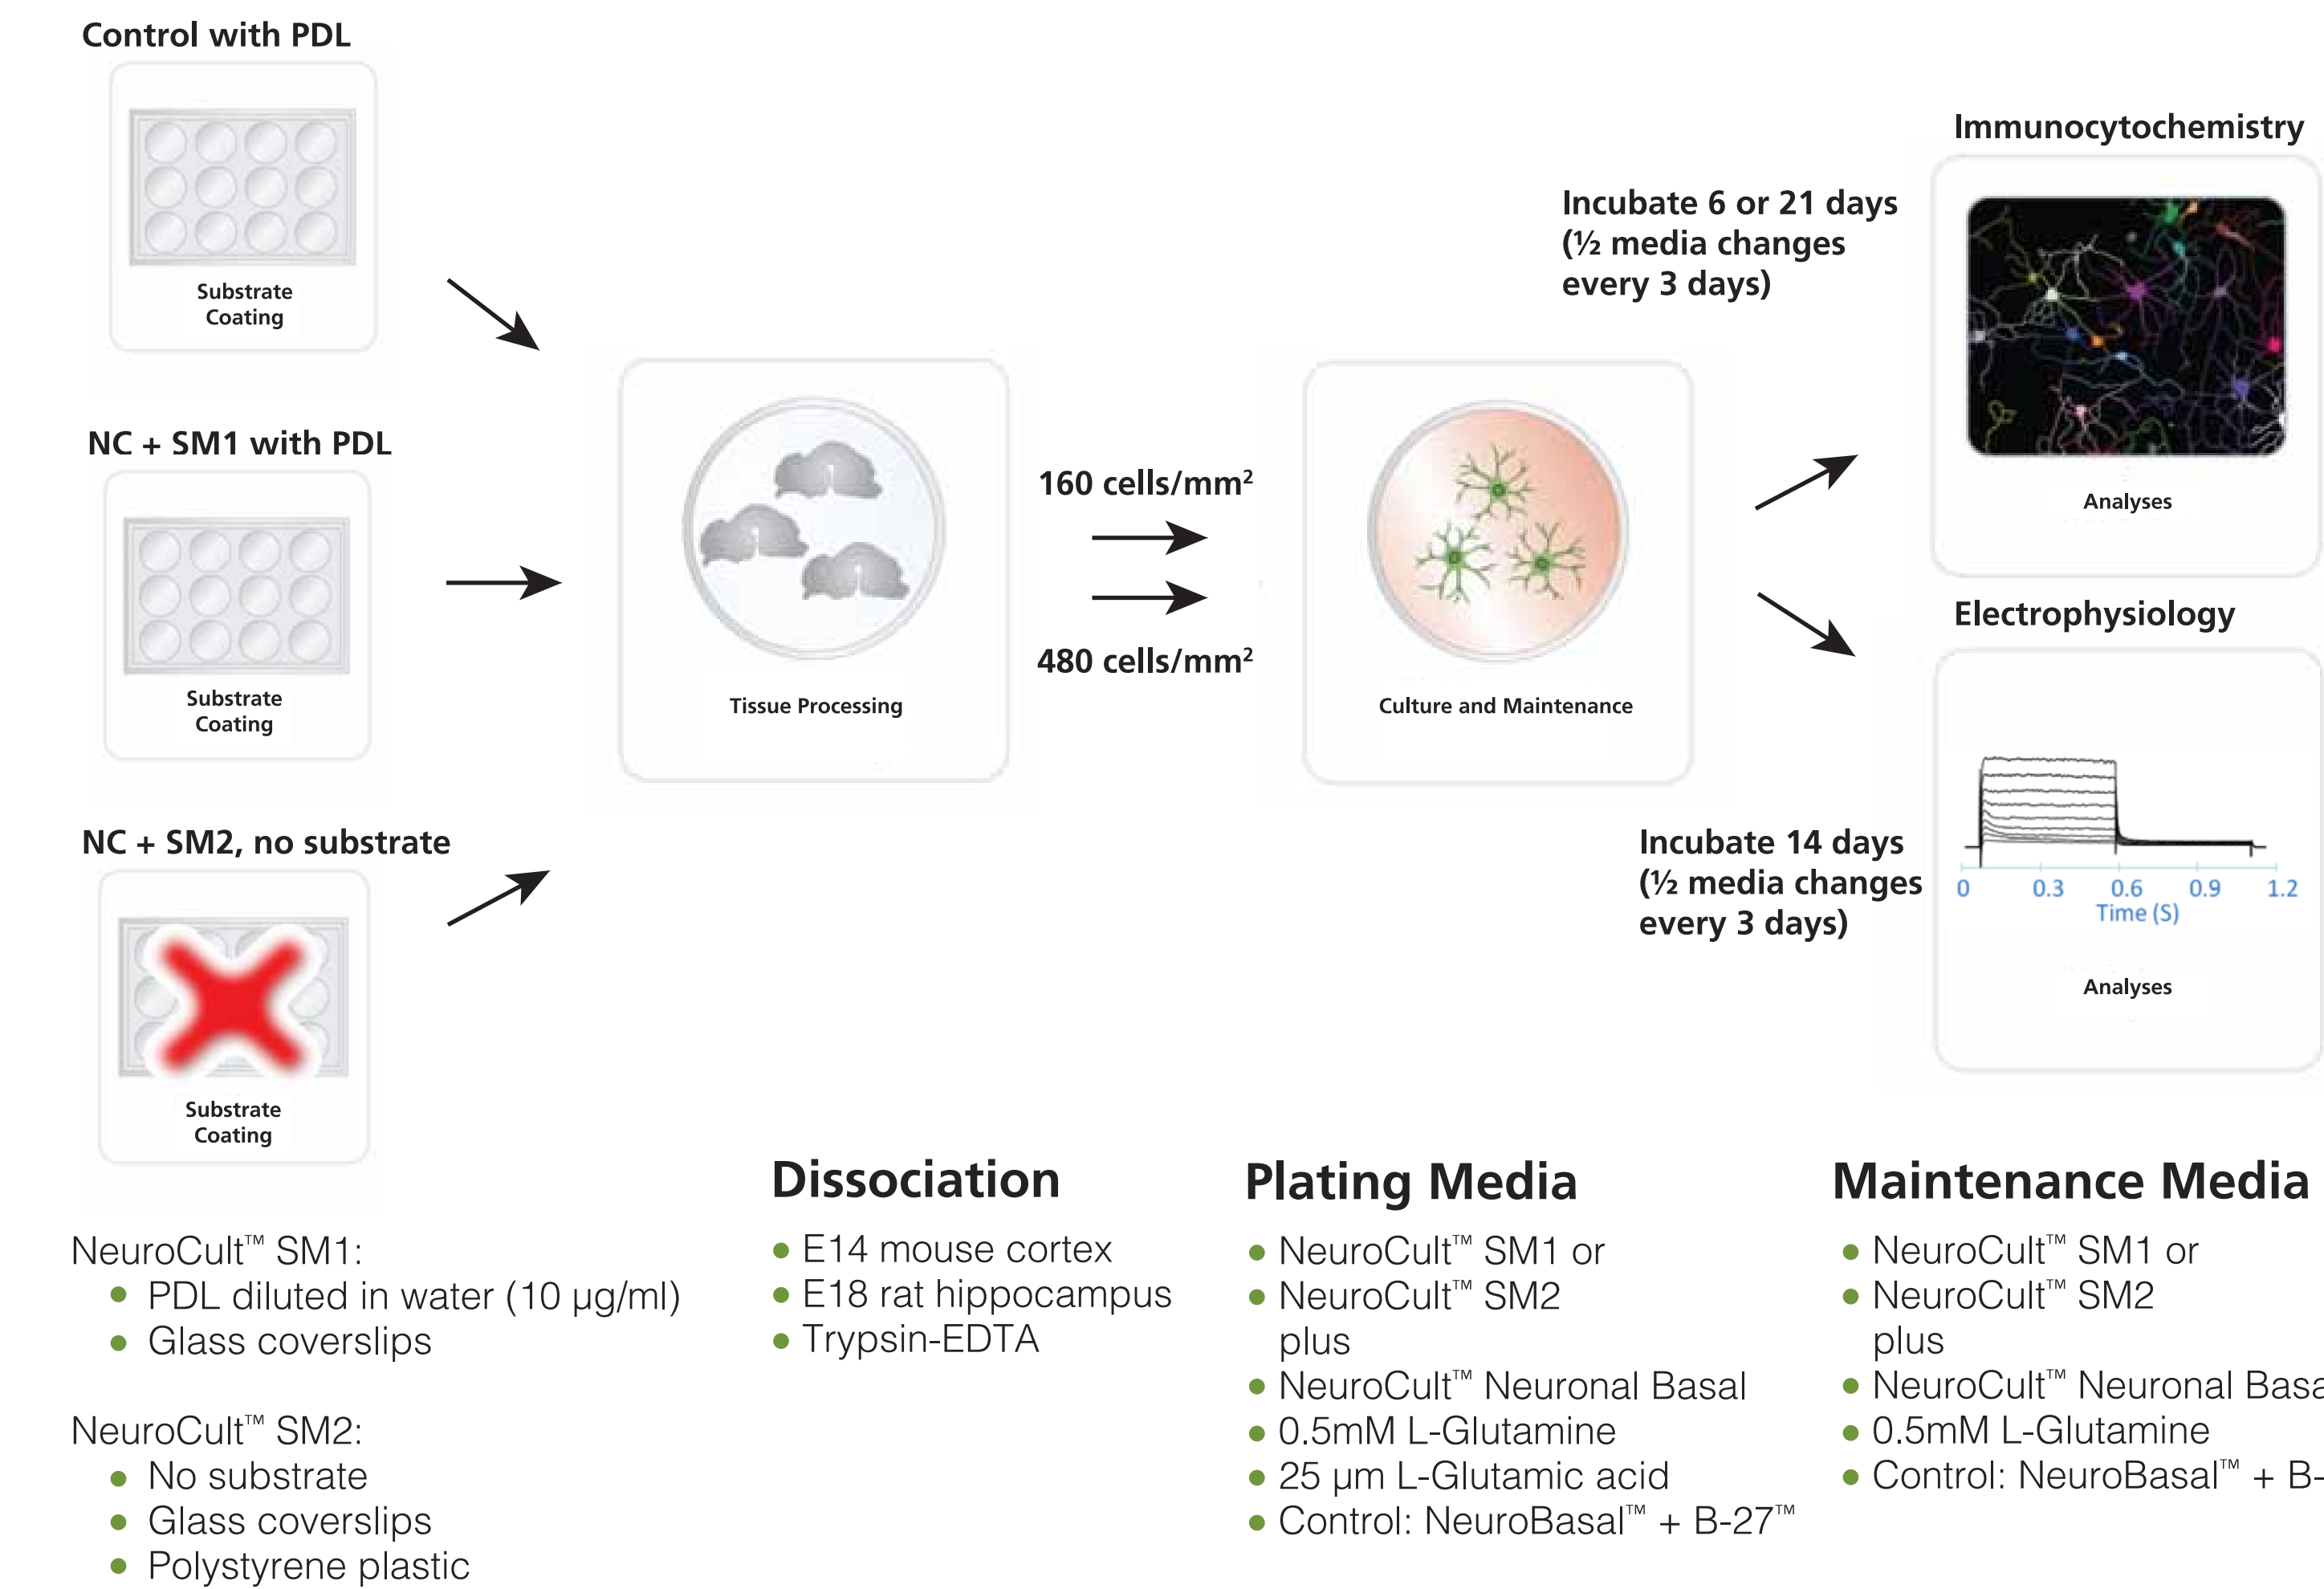 Control with PDL
Substrate
Coating
NC + SM1 with PDL
Substrate
Coating
NC + SM2, no substrate
Substrate
Coating
Tissue Processing
160 cells/mm²
480 cells/mm²
Culture and Maintenance
Incubate 6 or 21 days
(½ media changes
every 3 days)
Immunocytochemistry
Analyses
Incubate 14 days
(½ media changes
every 3 days)
Electrophysiology
0 0.3 0.6 0.9 1.2
Time (S)
Analyses
NeuroCult™ SM1:
• PDL diluted in water (10 µg/ml)
• Glass coverslips
NeuroCult™ SM2:
• No substrate
• Glass coverslips
• Polystyrene plastic
Dissociation
• E14 mouse cortex
• E18 rat hippocampus
• Trypsin-EDTA
Plating Media
• NeuroCult™ SM1 or
• NeuroCult™ SM2
plus
• NeuroCult™ Neuronal Basal
• 0.5mM L-Glutamine
• 25 µm L-Glutamic acid
• Control: NeuroBasal™ + B-27™
Maintenance Media
• NeuroCult™ SM1 or
• NeuroCult™ SM2
plus
• NeuroCult™ Neuronal
• 0.5mM L-Glutamine
• Control: NeuroBasal™ + B-